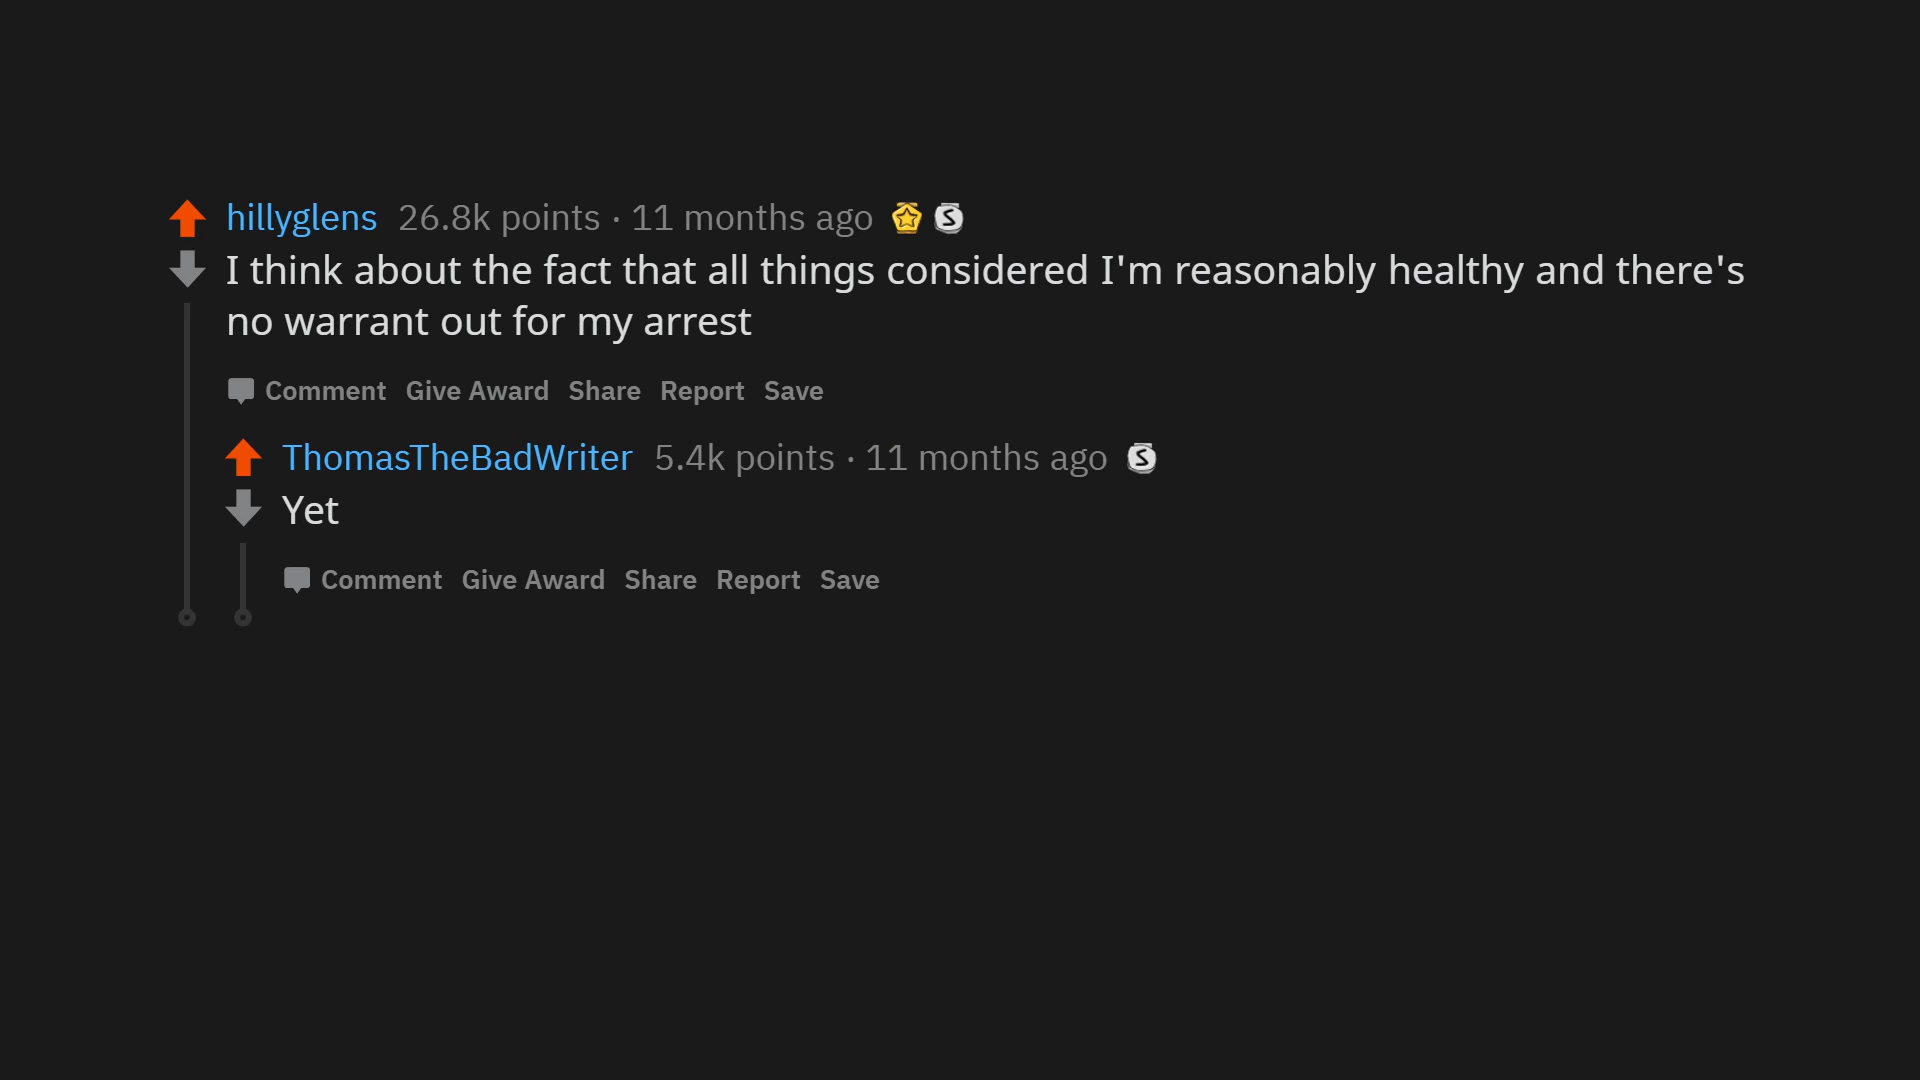 hillyglens 26.8k points · 11 months ago S
I think about the fact that all things considered I'm reasonably healthy and there's
no warrant out for my arrest
Comment Give Award Share Report Save
ThomasTheBadWriter 5.4k points · 11 months ago S
Yet
Comment Give Award Share Report Save